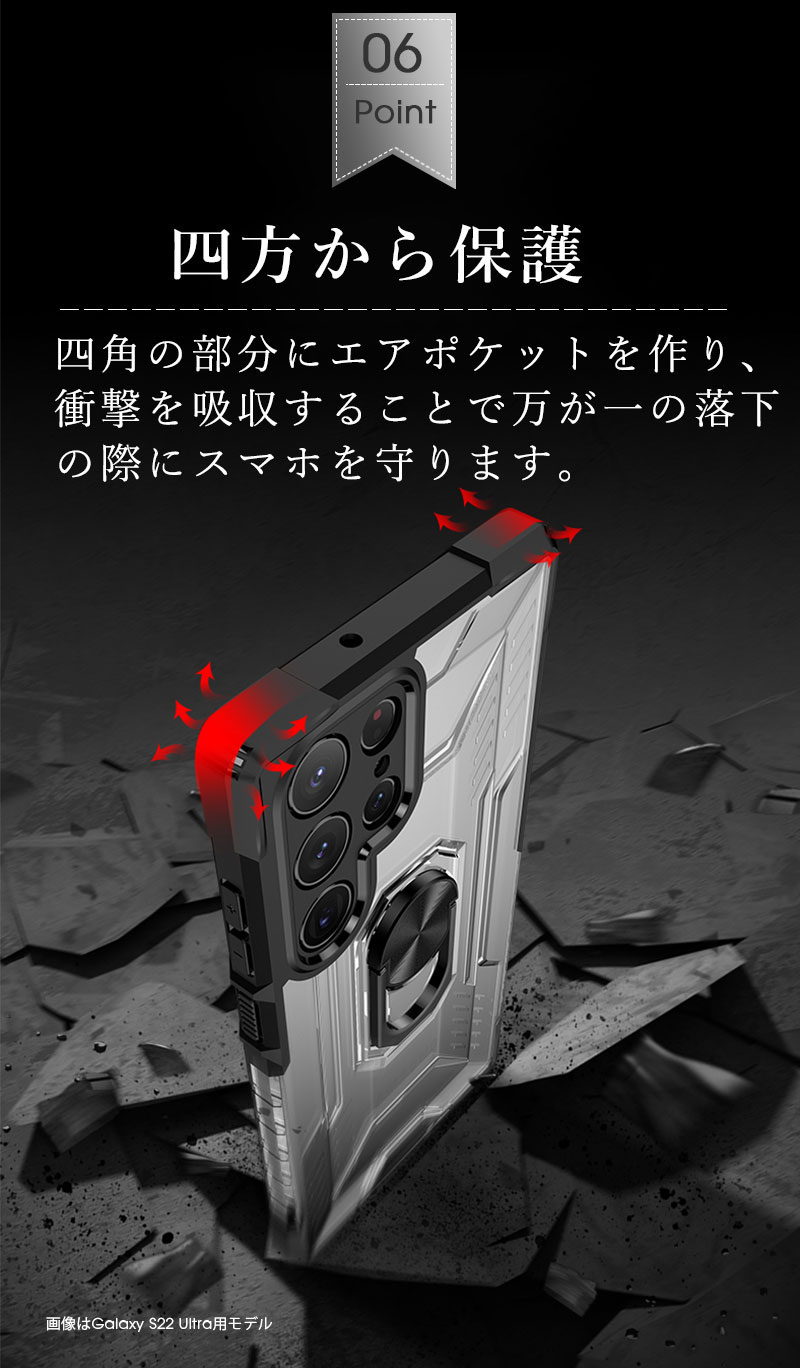 06
Point
四方から保護
四角の部分にエアポケットを作り、
衝撃を吸収することで万が一の落下
の際にスマホを守ります。
画像はGalaxy S22 Ultra用モデル